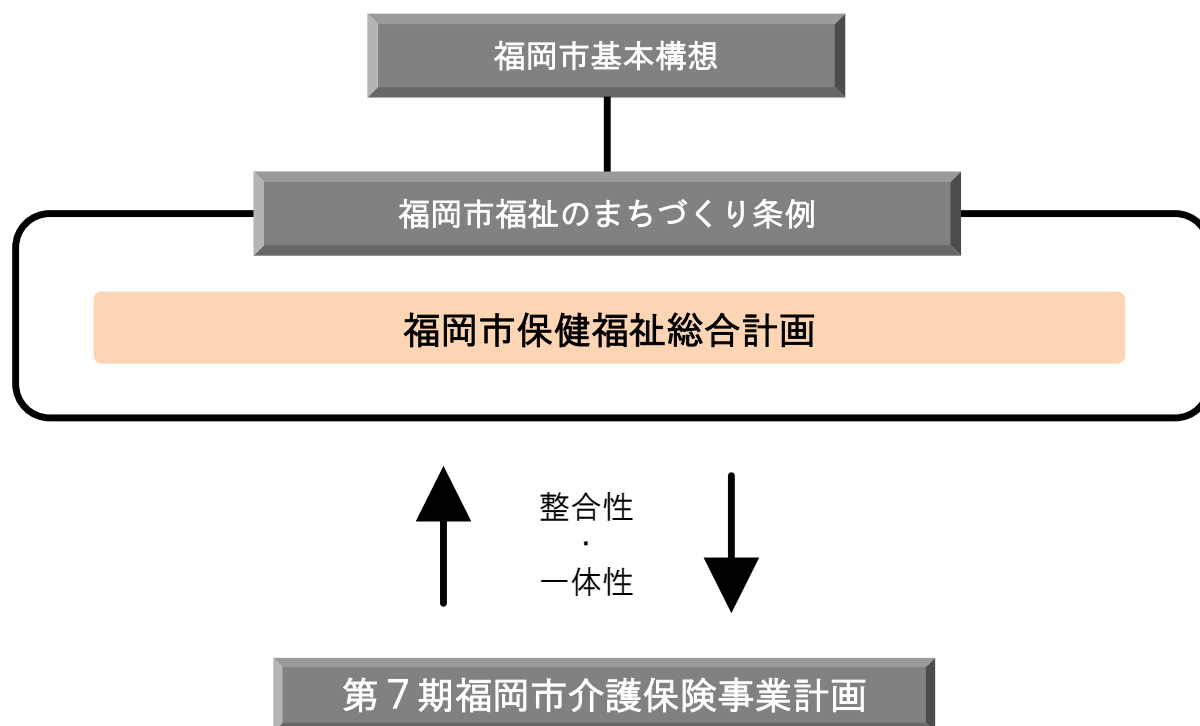 福岡市基本構想
福岡市福祉のまちづくり条例
福岡市保健福祉総合計画
整合性
・
一体性
第７期福岡市介護保険事業計画